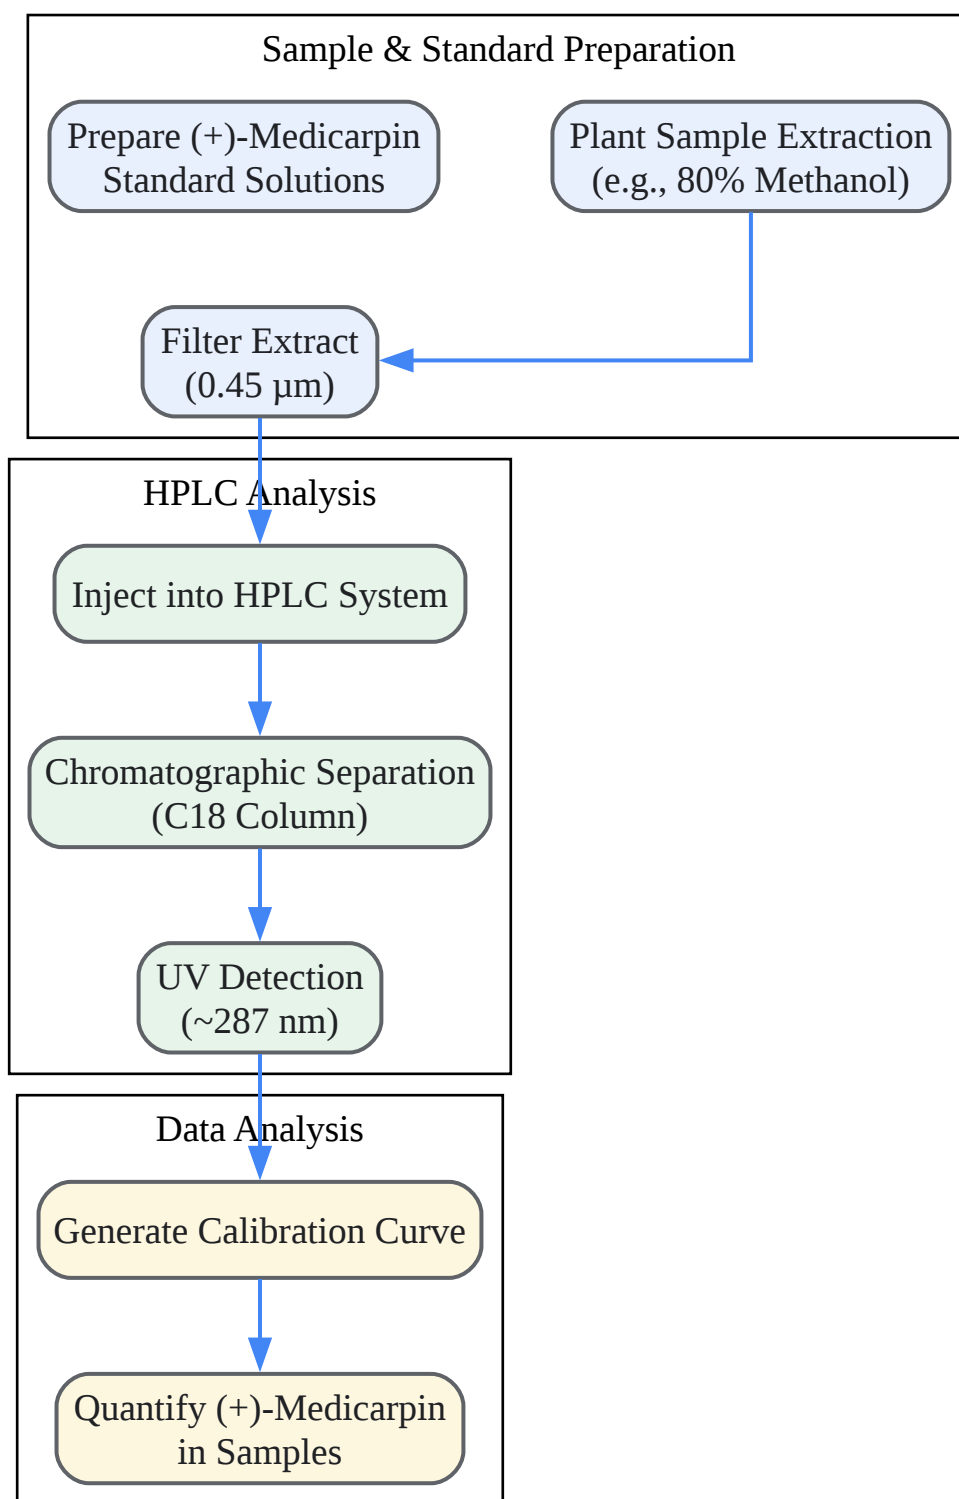 Sample & Standard Preparation
Prepare (+)-Medicarpin
Standard Solutions
Plant Sample Extraction
(e.g., 80% Methanol)
Filter Extract
(0.45 µm)
HPLC Analysis
Inject into HPLC System
Chromatographic Separation
(C18 Column)
UV Detection
(~287 nm)
Data Analysis
Generate Calibration Curve
Quantify (+)-Medicarpin
in Samples